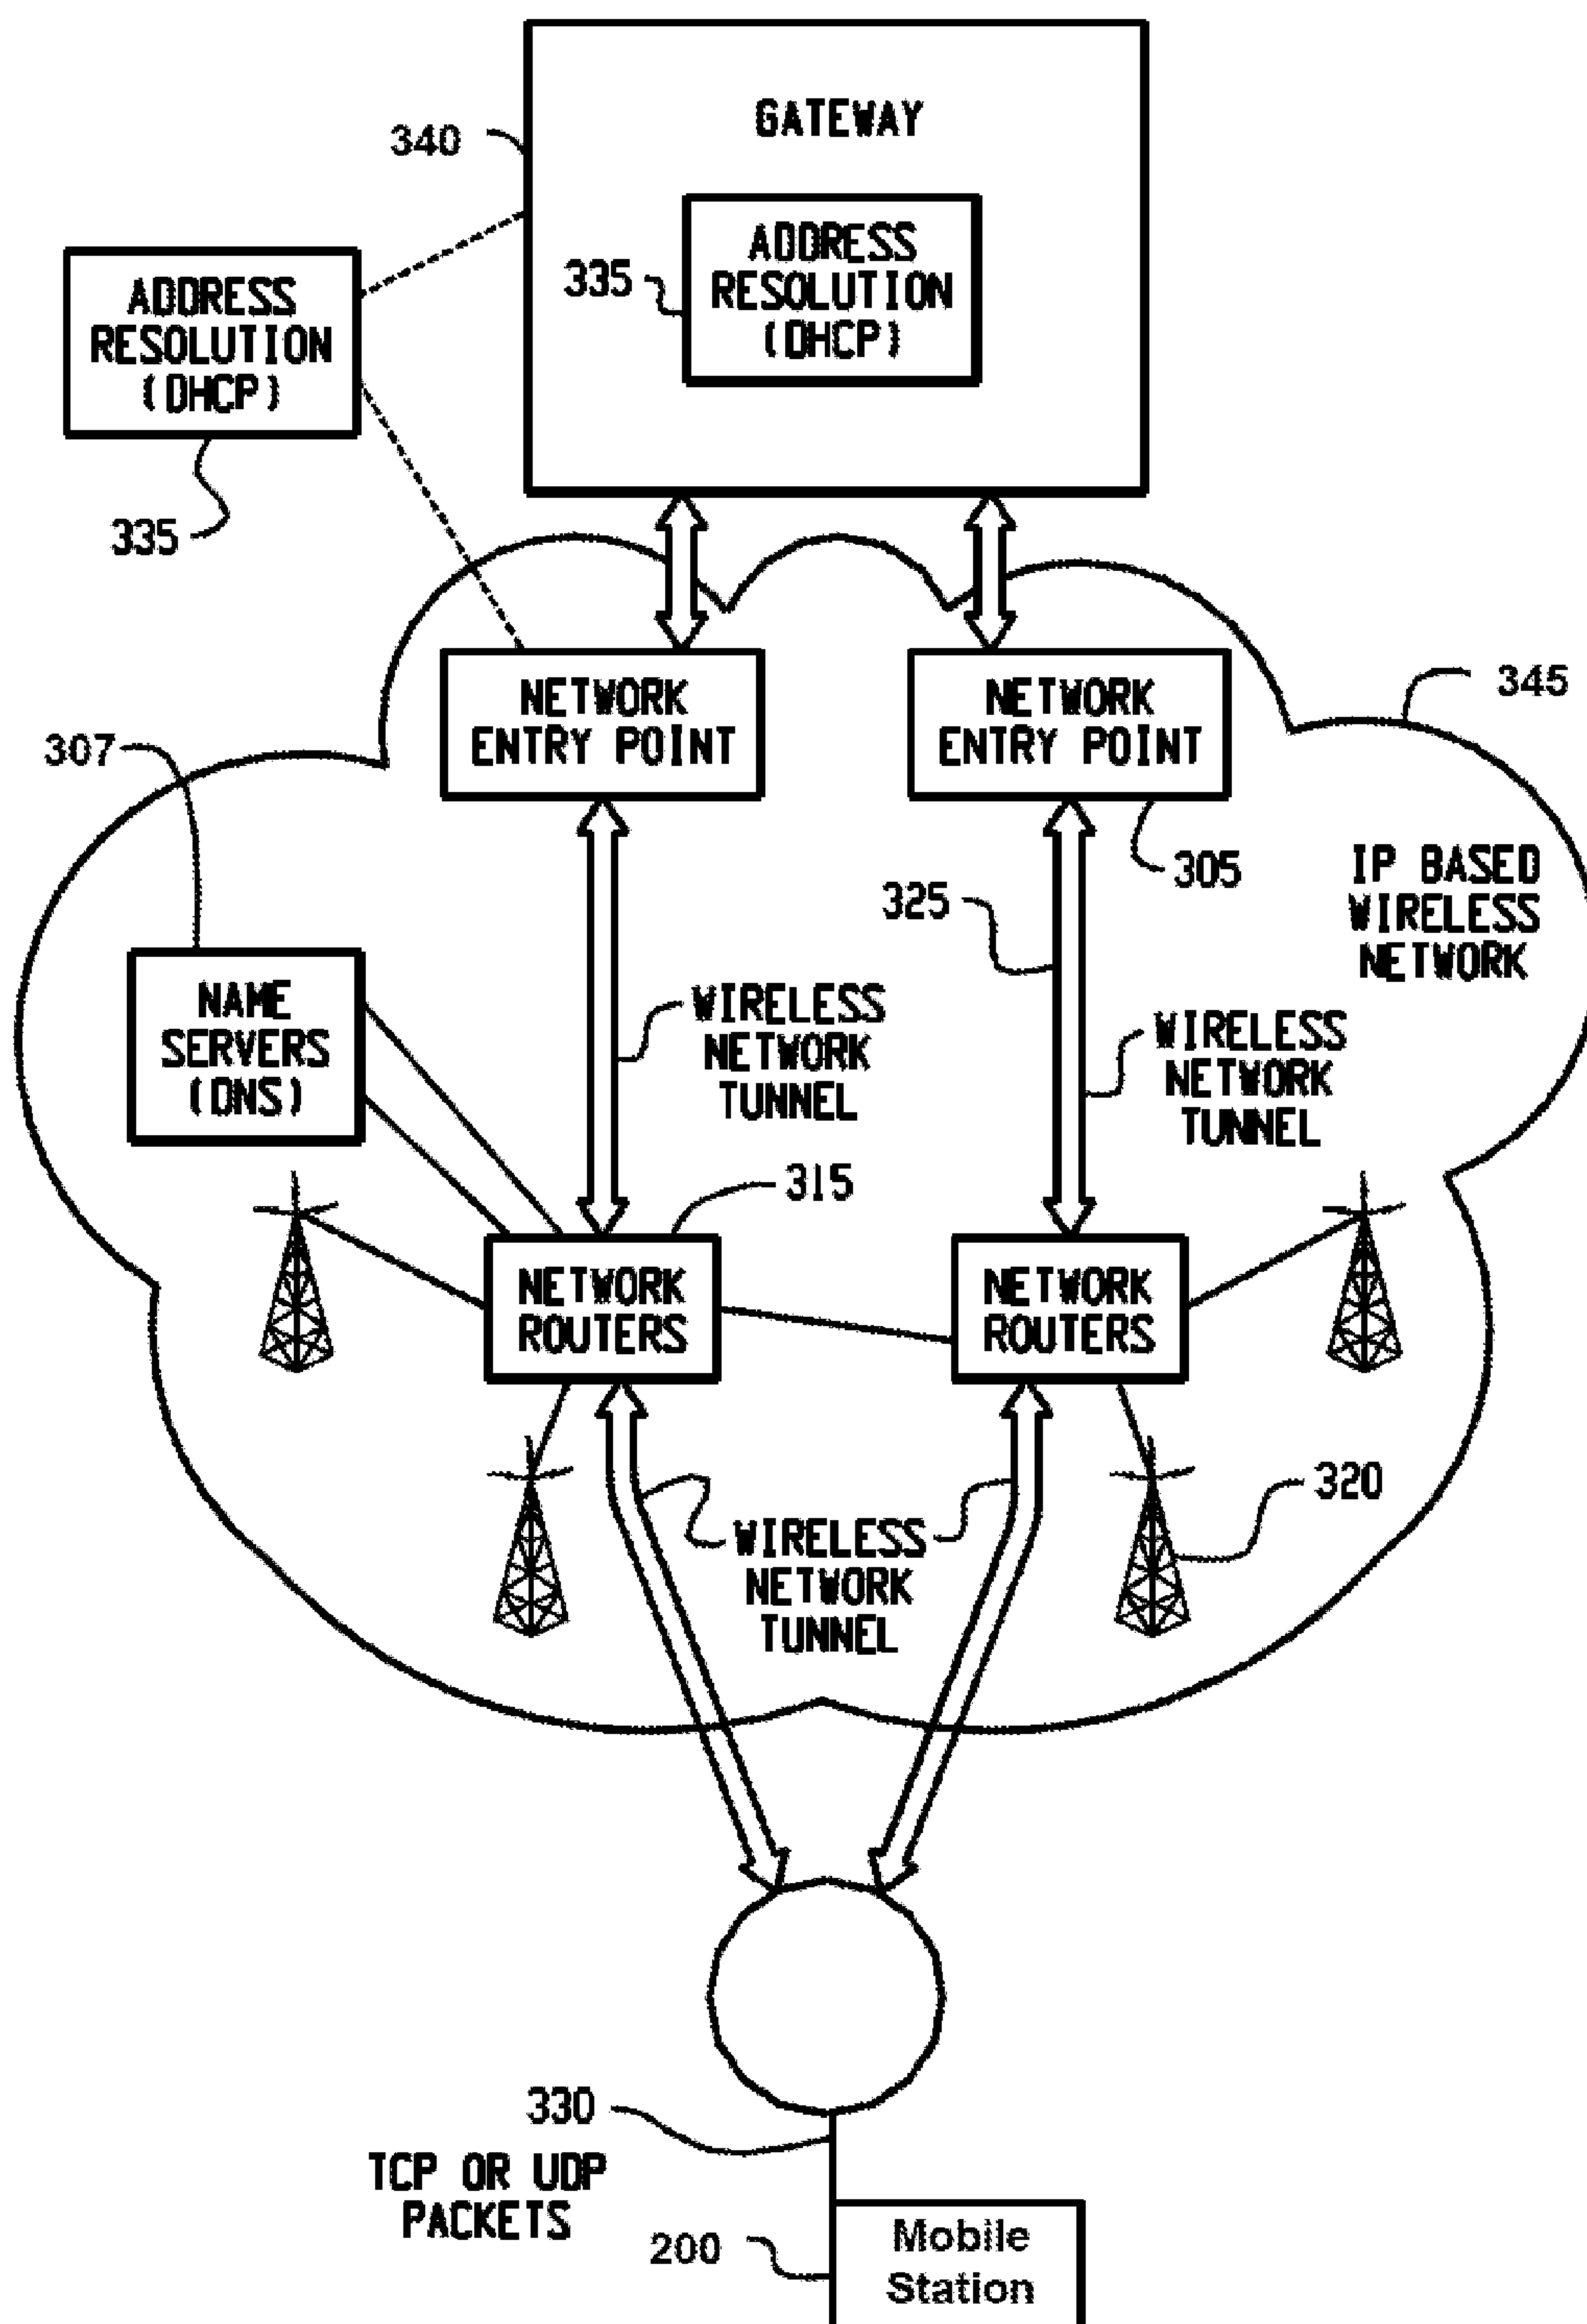 GATEWAY
340
ADDRESS
RESOLUTION
(DHCP)
335
ADDRESS
RESOLUTION
(DHCP)
335
NETWORK
ENTRY POINT
NETWORK
ENTRY POINT
345
307
305
325
IP BASED
WIRELESS
NETWORK
NAME
SERVERS
(DNS)
WIRELESS
NETWORK
TUNNEL
WIRELESS
NETWORK
TUNNEL
315
NETWORK
ROUTERS
NETWORK
ROUTERS
320
WIRELESS
NETWORK
TUNNEL
330
TCP OR UDP
PACKETS
200
Mobile
Station